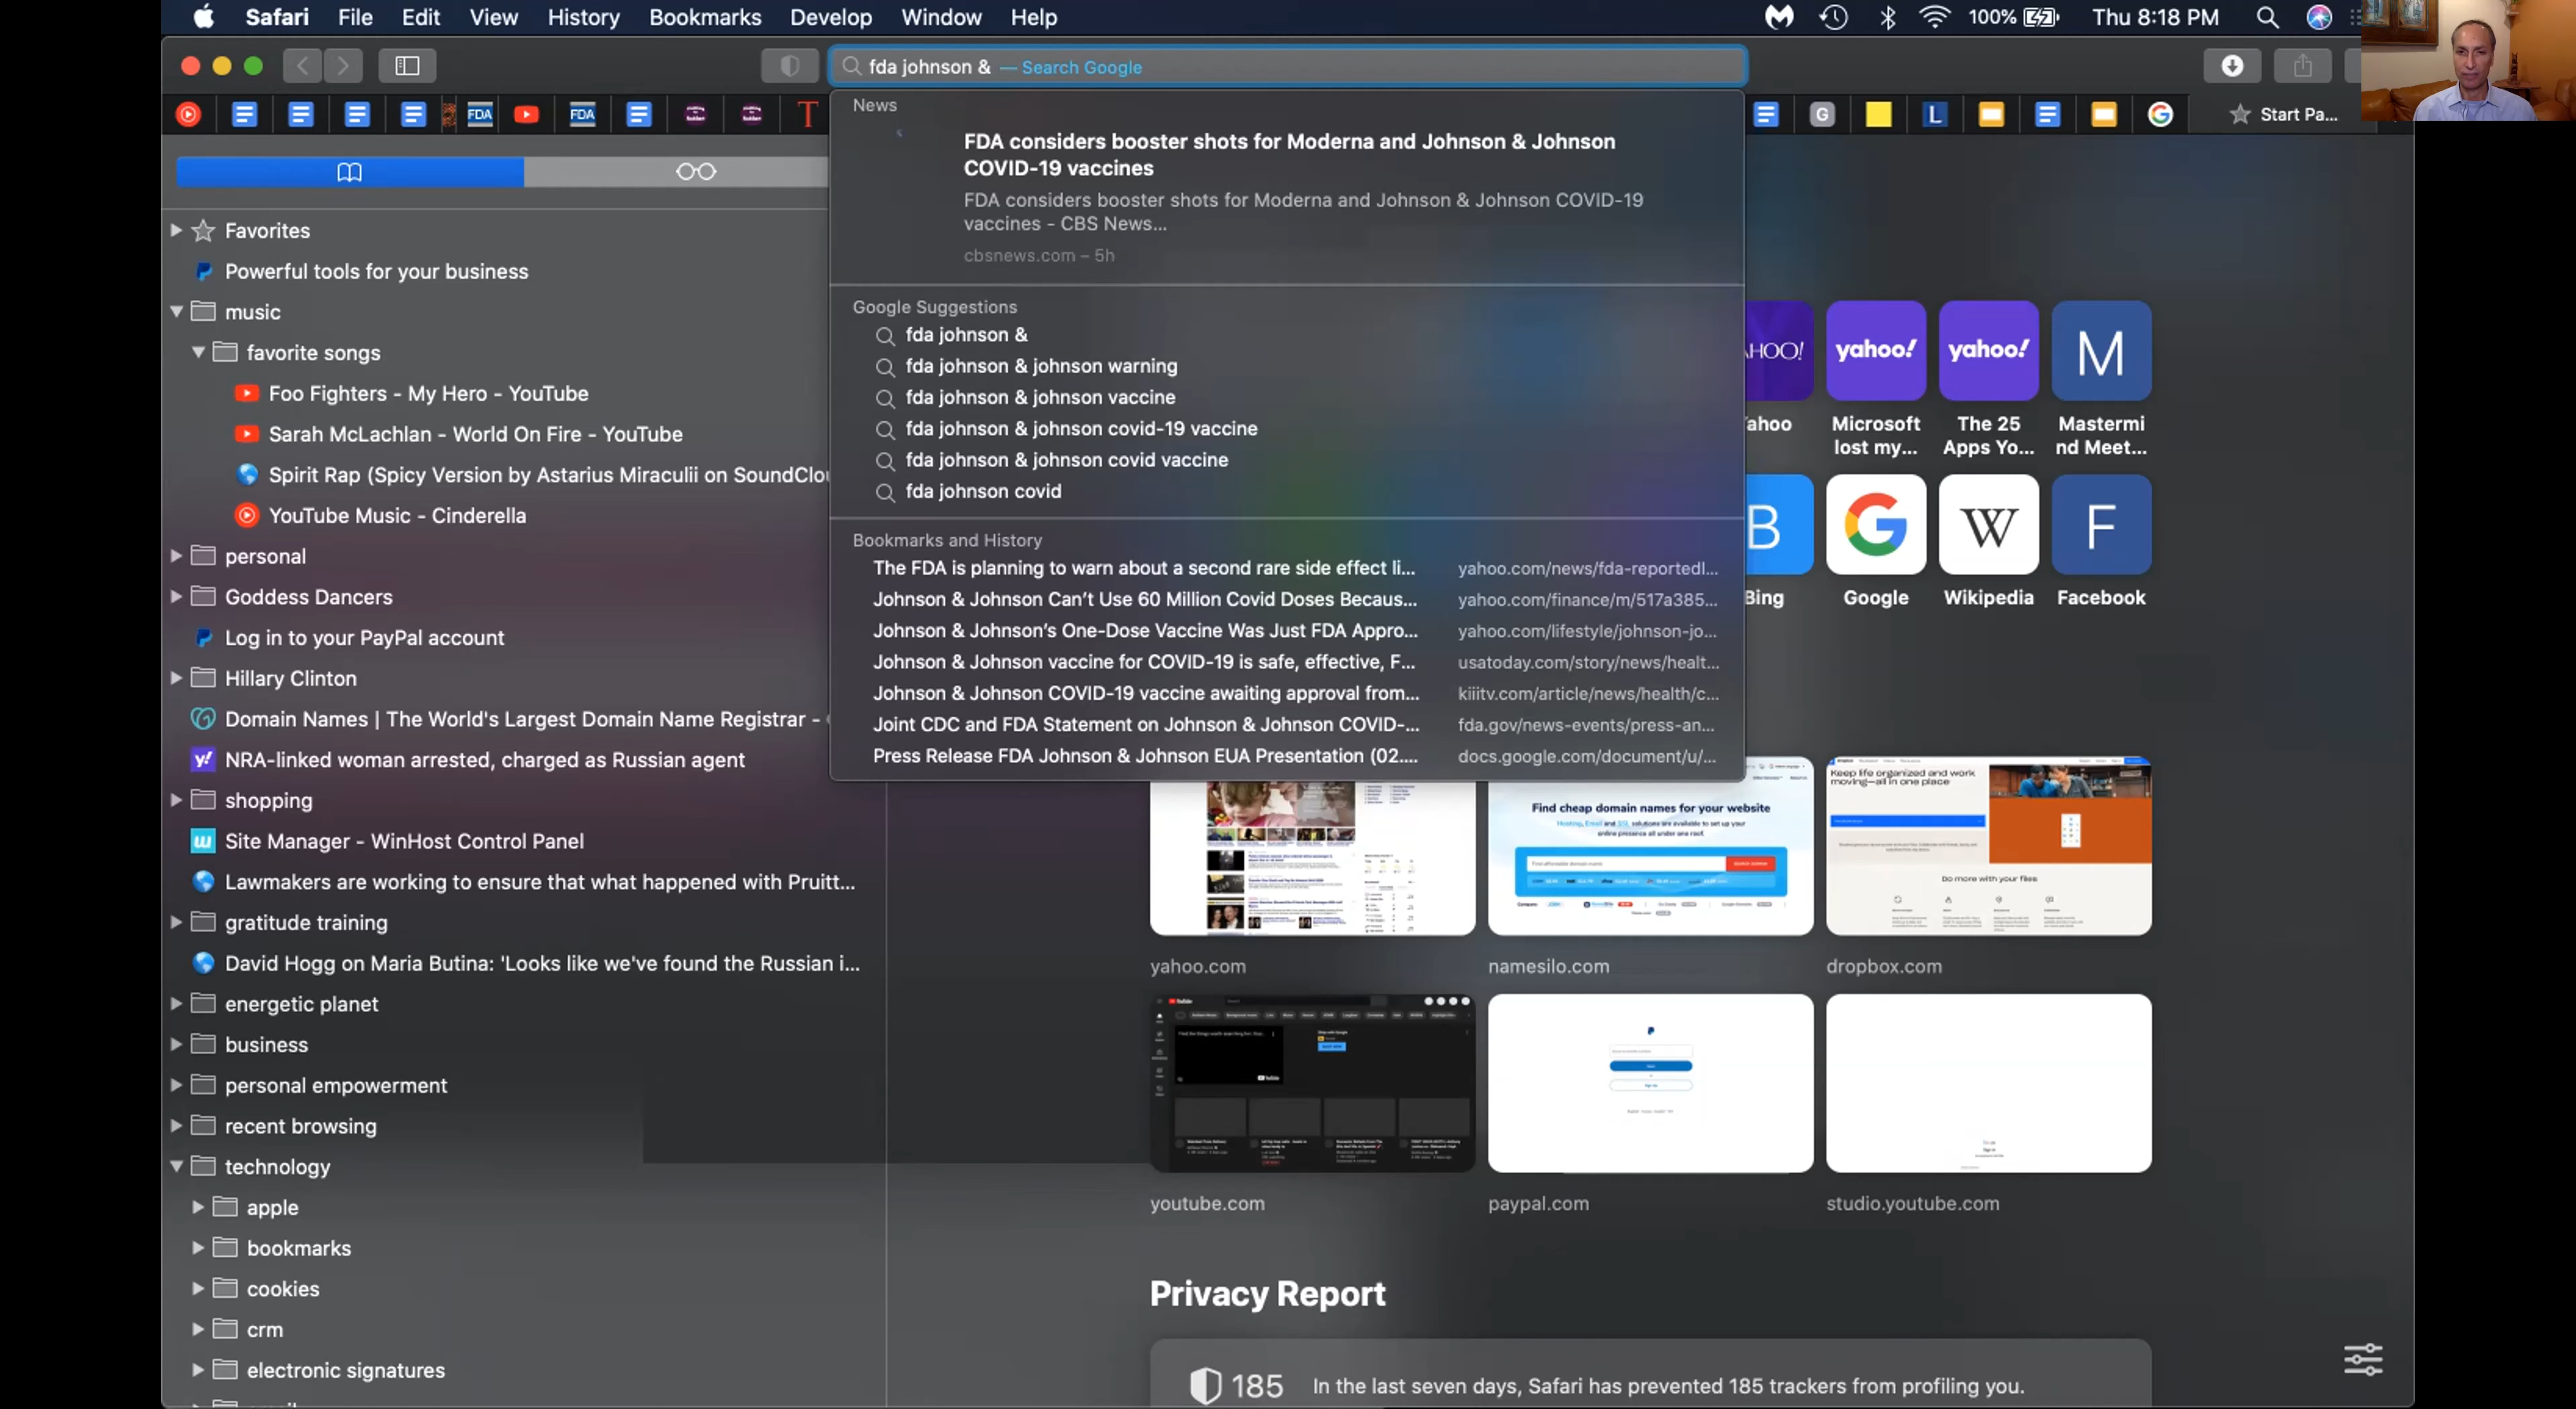 Safari File Edit View History Bookmarks Develop Window Help 100% Thu 8:18 PM
fda johnson & — Search Google
FDA FDA T G L Start Pa...
News
FDA considers booster shots for Moderna and Johnson & Johnson
COVID-19 vaccines
FDA considers booster shots for Moderna and Johnson & Johnson COVID-19
vaccines - CBS News...
cbsnews.com – 5h
Google Suggestions
fda johnson &
fda johnson & johnson warning
fda johnson & johnson vaccine
fda johnson & johnson covid-19 vaccine
fda johnson & johnson covid vaccine
fda johnson covid
Bookmarks and History
The FDA is planning to warn about a second rare side effect li... yahoo.com/news/fda-reportedl...
Johnson & Johnson Can't Use 60 Million Covid Doses Becaus... yahoo.com/finance/m/517a385...
Johnson & Johnson's One-Dose Vaccine Was Just FDA Appro... yahoo.com/lifestyle/johnson-jo...
Johnson & Johnson vaccine for COVID-19 is safe, effective, F... usatoday.com/story/news/healt...
Johnson & Johnson COVID-19 vaccine awaiting approval from... kiiitv.com/article/news/health/c...
Joint CDC and FDA Statement on Johnson & Johnson COVID-... fda.gov/news-events/press-an...
Press Release FDA Johnson & Johnson EUA Presentation (02.... docs.google.com/document/u/...
Favorites
Powerful tools for your business
music
favorite songs
Foo Fighters - My Hero - YouTube
Sarah McLachlan - World On Fire - YouTube
Spirit Rap (Spicy Version by Astarius Miraculii on SoundClou
YouTube Music - Cinderella
personal
Goddess Dancers
Log in to your PayPal account
Hillary Clinton
Domain Names | The World's Largest Domain Name Registrar -
NRA-linked woman arrested, charged as Russian agent
shopping
Site Manager - WinHost Control Panel
Lawmakers are working to ensure that what happened with Pruitt...
gratitude training
David Hogg on Maria Butina: 'Looks like we've found the Russian i...
energetic planet
business
personal empowerment
recent browsing
technology
apple
bookmarks
cookies
crm
electronic signatures
AHOO! yahoo! yahoo! M
ahoo
Microsoft
lost my...
The 25
Apps Yo...
Mastermi
nd Meet...
B G W F
Bing Google Wikipedia Facebook
Find cheap domain names for your website
Keep life organized and work
moving—all in one place
Do more with your files
yahoo.com namesilo.com dropbox.com
youtube.com paypal.com studio.youtube.com
Privacy Report
185 In the last seven days, Safari has prevented 185 trackers from profiling you.